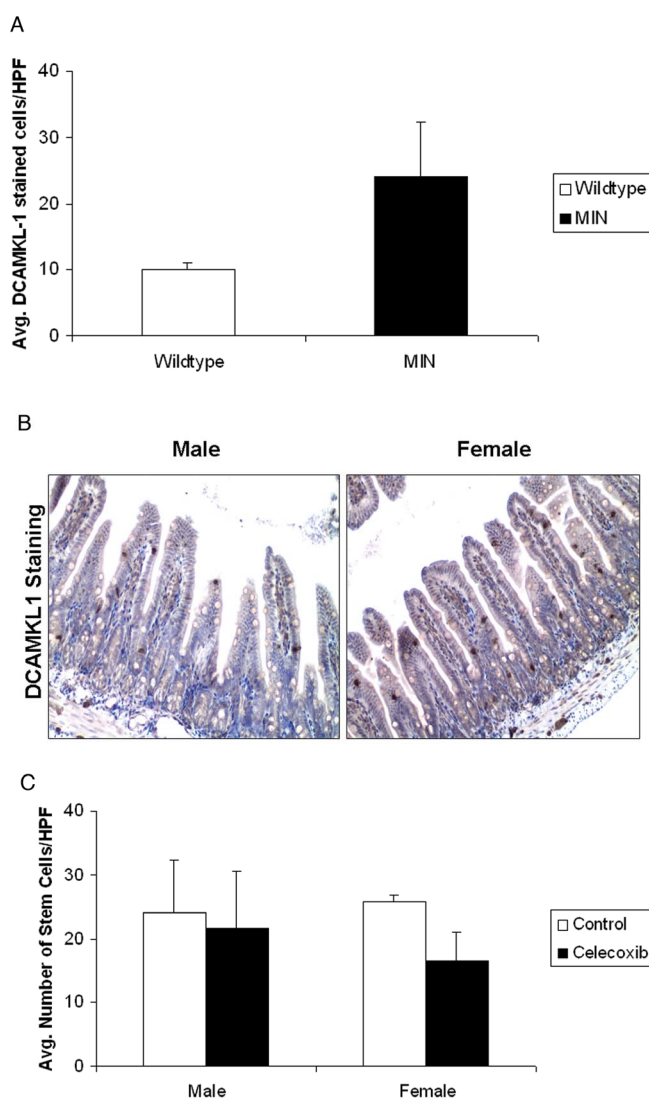 A
Avg. DCAMKL-1 stained cells/HPF
40
30
20
10
0
Wildtype
MIN
Wildtype
MIN
B
Male
Female
DCAMKL1 Staining
C
Avg. Number of Stem Cells/HPF
40
30
20
10
0
Male
Female
Control
Celecoxib